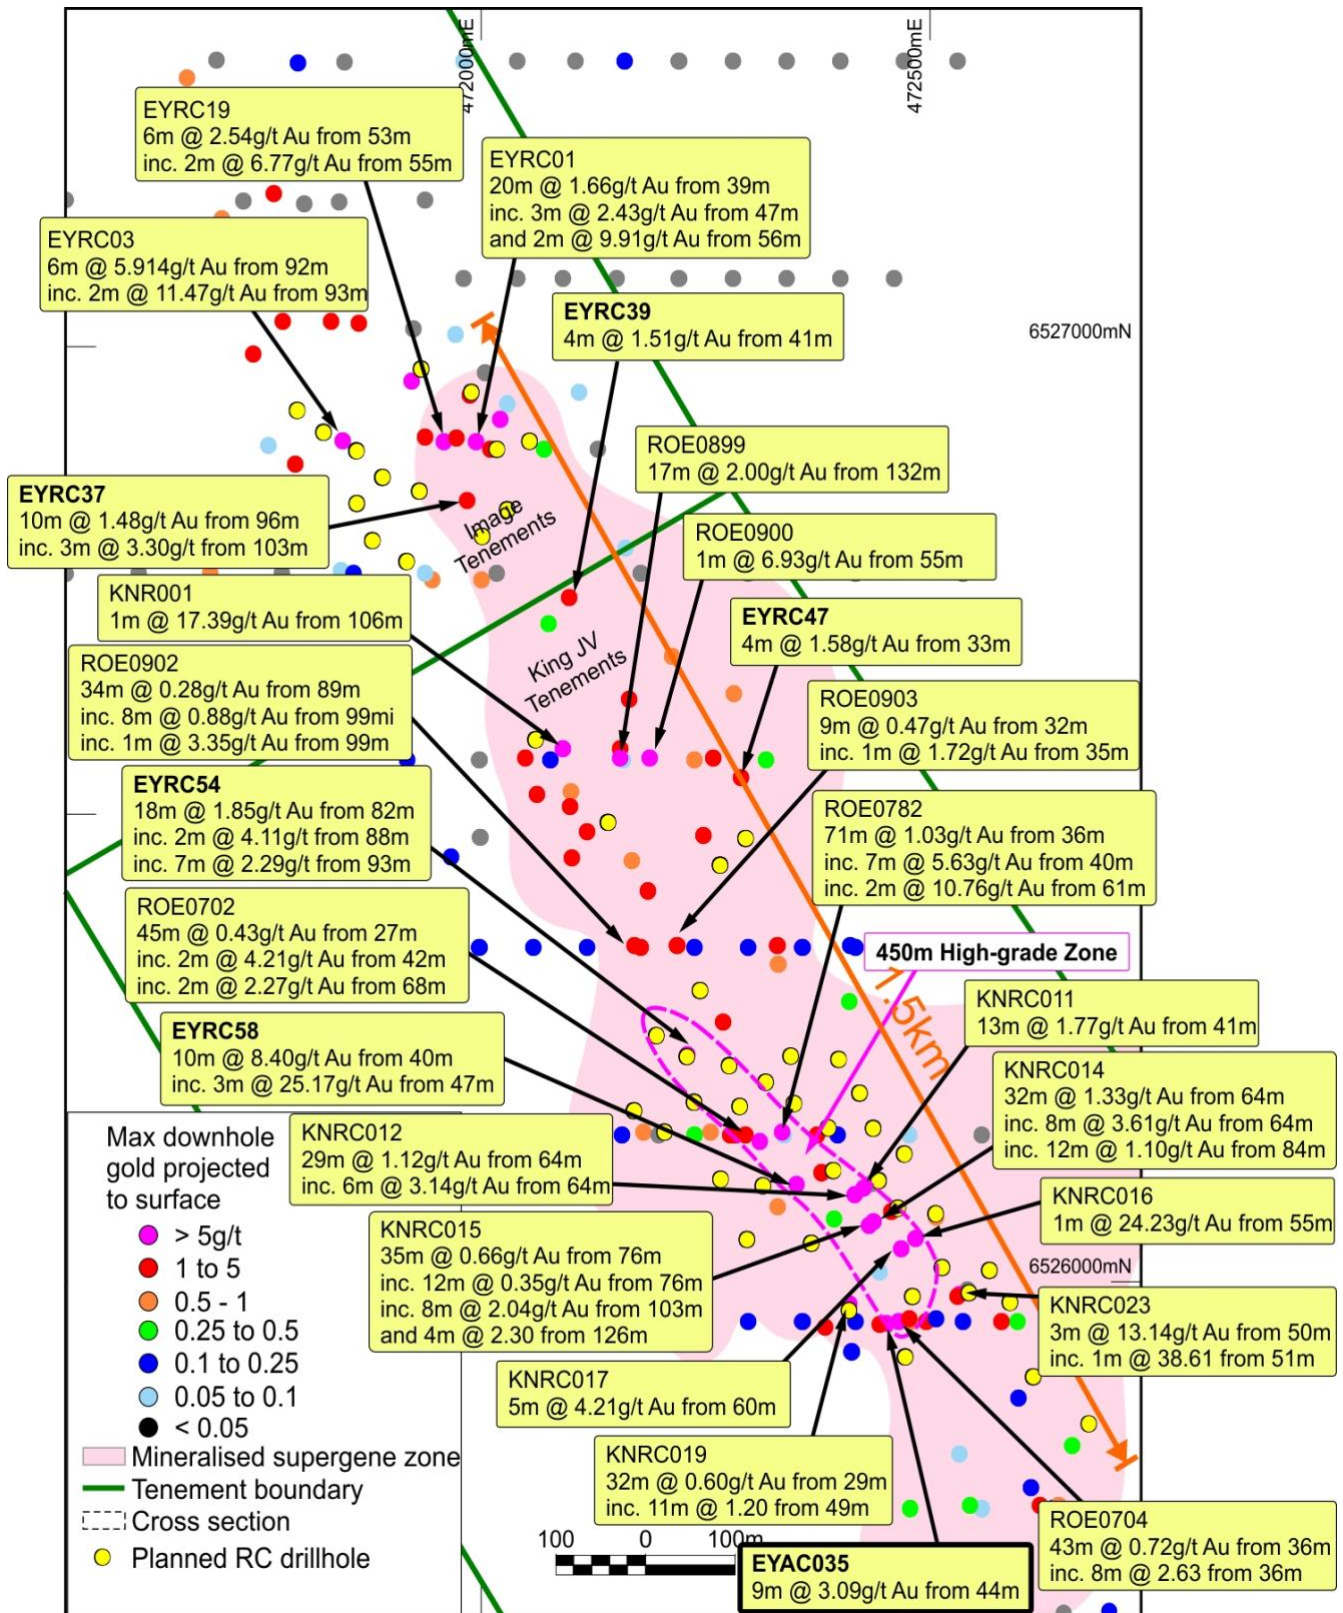 472000mE
472500mE
EYRC19
6m @ 2.54g/t Au from 53m
inc. 2m @ 6.77g/t Au from 55m
EYRC01
20m @ 1.66g/t Au from 39m
inc. 3m @ 2.43g/t Au from 47m
and 2m @ 9.91g/t Au from 56m
EYRC03
6m @ 5.914g/t Au from 92m
inc. 2m @ 11.47g/t Au from 93m
EYRC39
4m @ 1.51g/t Au from 41m
6527000mN
ROE0899
17m @ 2.00g/t Au from 132m
EYRC37
10m @ 1.48g/t Au from 96m
inc. 3m @ 3.30g/t from 103m
Image
Tenements
ROE0900
1m @ 6.93g/t Au from 55m
KNR001
1m @ 17.39g/t Au from 106m
EYRC47
4m @ 1.58g/t Au from 33m
King JV
Tenements
ROE0902
34m @ 0.28g/t Au from 89m
inc. 8m @ 0.88g/t Au from 99mi
inc. 1m @ 3.35g/t Au from 99m
ROE0903
9m @ 0.47g/t Au from 32m
inc. 1m @ 1.72g/t Au from 35m
EYRC54
18m @ 1.85g/t Au from 82m
inc. 2m @ 4.11g/t from 88m
inc. 7m @ 2.29g/t from 93m
ROE0782
71m @ 1.03g/t Au from 36m
inc. 7m @ 5.63g/t Au from 40m
inc. 2m @ 10.76g/t Au from 61m
ROE0702
45m @ 0.43g/t Au from 27m
inc. 2m @ 4.21g/t Au from 42m
inc. 2m @ 2.27g/t Au from 68m
450m High-grade Zone
1.5km
KNRC011
13m @ 1.77g/t Au from 41m
EYRC58
10m @ 8.40g/t Au from 40m
inc. 3m @ 25.17g/t Au from 47m
KNRC014
32m @ 1.33g/t Au from 64m
inc. 8m @ 3.61g/t Au from 64m
inc. 12m @ 1.10g/t Au from 84m
KNRC012
29m @ 1.12g/t Au from 64m
inc. 6m @ 3.14g/t Au from 64m
KNRC016
1m @ 24.23g/t Au from 55m
KNRC015
35m @ 0.66g/t Au from 76m
inc. 12m @ 0.35g/t Au from 76m
inc. 8m @ 2.04g/t Au from 103m
and 4m @ 2.30 from 126m
6526000mN
KNRC023
3m @ 13.14g/t Au from 50m
inc. 1m @ 38.61 from 51m
KNRC017
5m @ 4.21g/t Au from 60m
KNRC019
32m @ 0.60g/t Au from 29m
inc. 11m @ 1.20 from 49m
ROE0704
43m @ 0.72g/t Au from 36m
inc. 8m @ 2.63 from 36m
EYAC035
9m @ 3.09g/t Au from 44m
100 0 100m
Max downhole
gold projected
to surface
> 5g/t
1 to 5
0.5 - 1
0.25 to 0.5
0.1 to 0.25
0.05 to 0.1
< 0.05
Mineralised supergene zone
Tenement boundary
Cross section
Planned RC drillhole